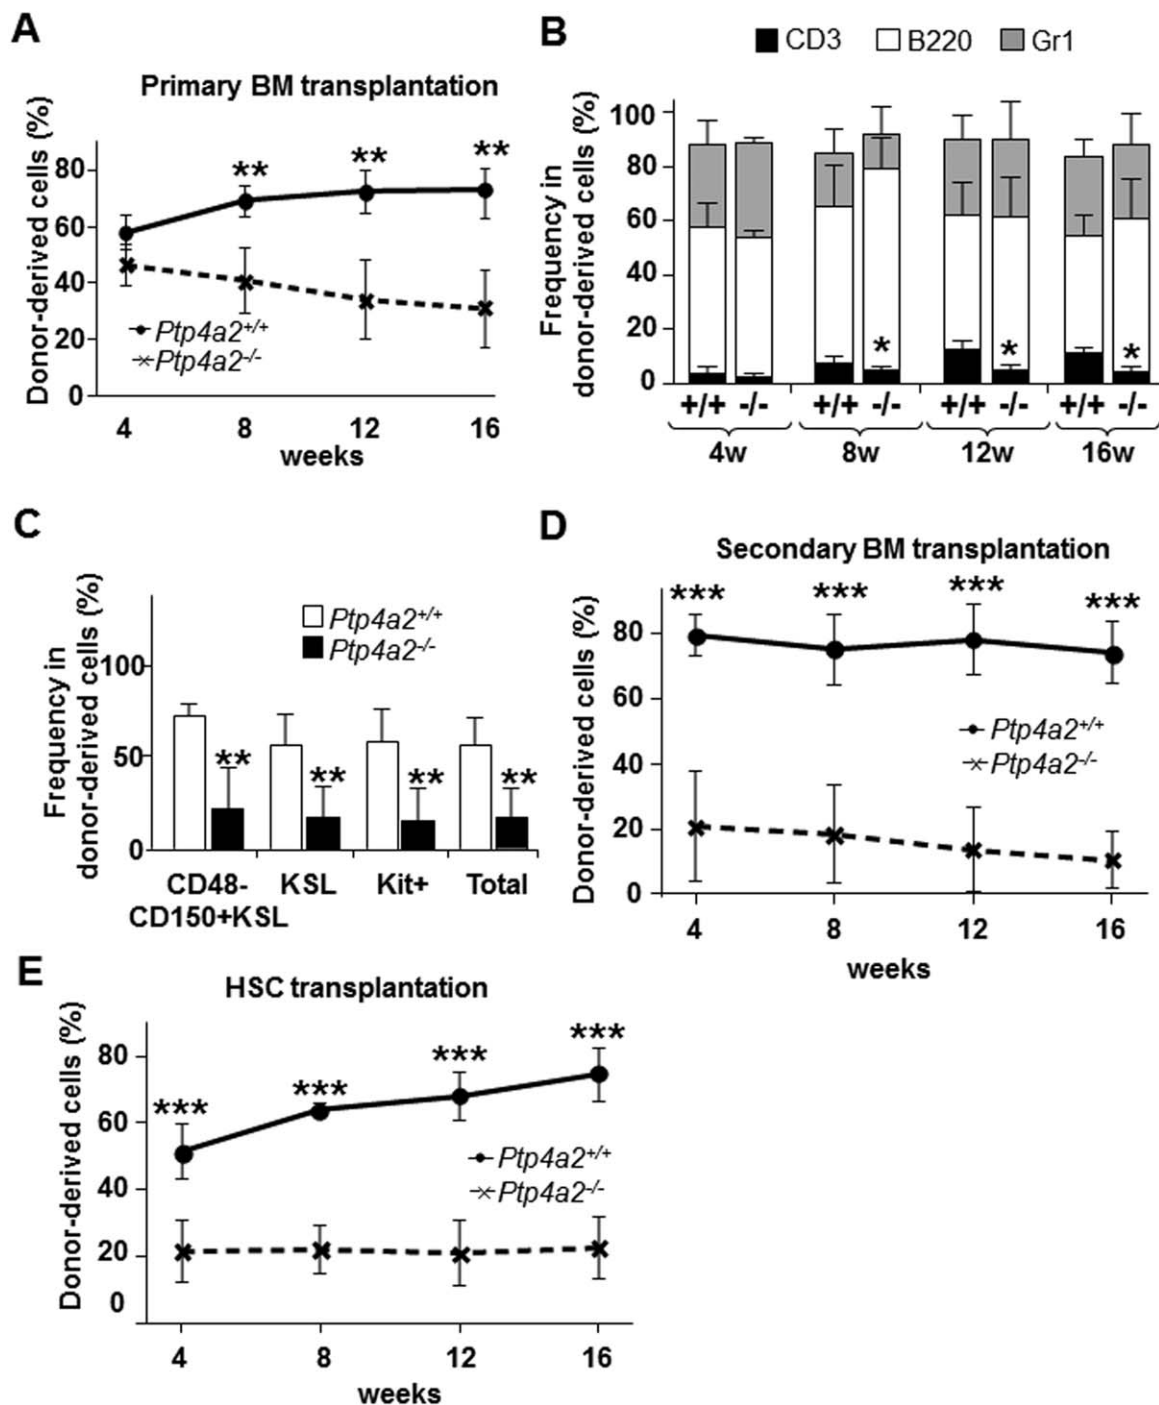 A
Primary BM transplantation
Donor-derived cells (%)
80
60
40
20
0
** ** **
Ptp4a2+/+
Ptp4a2-/-
4 8 12 16
weeks
B
CD3 B220 Gr1
Frequency in
donor-derived cells (%)
100
80
60
40
20
0
* * *
+/+ -/- +/+ -/- +/+ -/- +/+ -/-
4w 8w 12w 16w
C
Frequency in
donor-derived cells (%)
100
50
0
Ptp4a2+/+
Ptp4a2-/-
** ** ** **
CD48- KSL Kit+ Total
CD150+KSL
D
Secondary BM transplantation
Donor-derived cells (%)
80
60
40
20
0
*** *** *** ***
Ptp4a2+/+
Ptp4a2-/-
4 8 12 16
weeks
E
HSC transplantation
Donor-derived cells (%)
80
60
40
20
0
*** *** *** ***
Ptp4a2+/+
Ptp4a2-/-
4 8 12 16
weeks